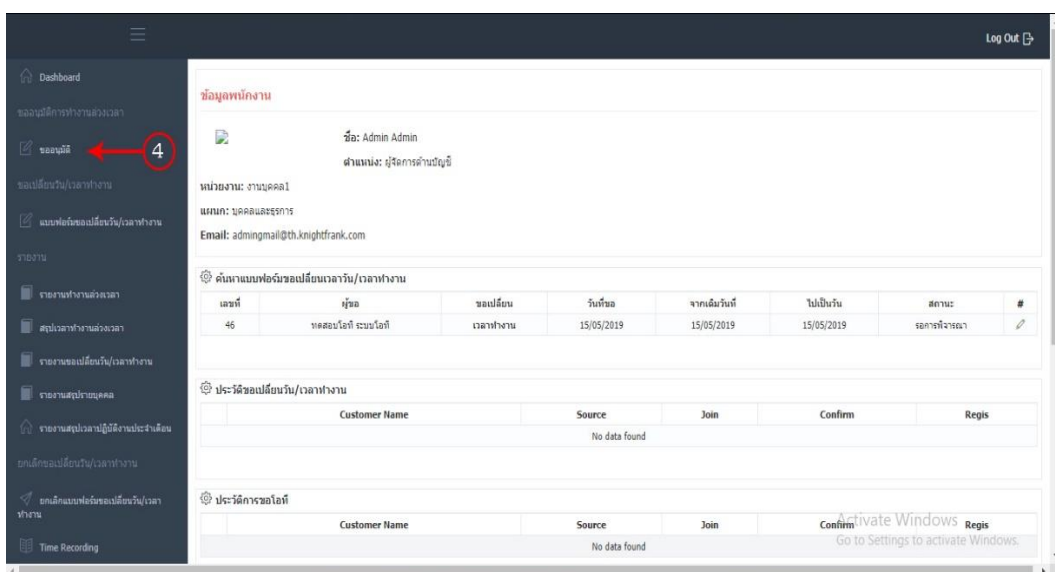 Log Out
Dashboard
ขออนุมัติการทำงานล่วงเวลา
ขออนุมัติ
4
ขอเปลี่ยนวัน/เวลาทำงาน
แบบฟอร์มขอเปลี่ยนวัน/เวลาทำงาน
รายงาน
รายงานทำงานล่วงเวลา
สรุปเวลาทำงานล่วงเวลา
รายงานขอเปลี่ยนวัน/เวลาทำงาน
รายงานสรุปรายบุคคล
รายงานสรุปเวลาปฏิบัติงานประจำเดือน
ยกเลิกขอเปลี่ยนวัน/เวลาทำงาน
ยกเลิกแบบฟอร์มขอเปลี่ยนวัน/เวลา
ทำงาน
Time Recording
ข้อมูลพนักงาน
ชื่อ: Admin Admin
ตำแหน่ง: ผู้จัดการด้านบัญชี
หน่วยงาน: งานบุคคล1
แผนก: บุคคลและธุรการ
Email: admingmail@th.knightfrank.com
ค้นหาแบบฟอร์มขอเปลี่ยนเวลาวัน/เวลาทำงาน
เลขที่ ผู้ขอ ขอเปลี่ยน วันที่ขอ จากเดิมวันที่ ไปเป็นวัน สถานะ #
46 ทดสอบโอที ระบบโอที เวลาทำงาน 15/05/2019 15/05/2019 15/05/2019 รอการพิจารณา
ประวัติขอเปลี่ยนวัน/เวลาทำงาน
Customer Name Source Join Confirm Regis
No data found
ประวัติการขอโอที
Customer Name Source Join Confirm Regis
No data found
Activate Windows
Go to Settings to activate Windows.